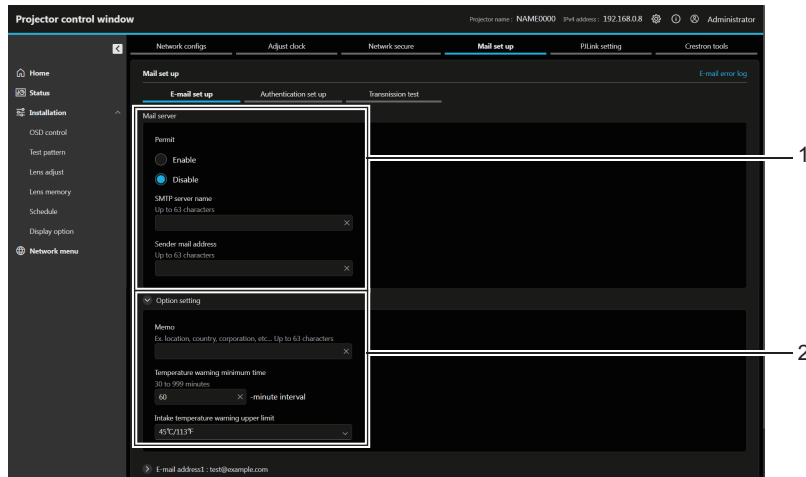 Projector control window
Projector name : NAME0000 IPv4 address : 192.168.0.8 Administrator
Network configs Adjust clock Netwrk secure Mail set up PJLink setting Crestron tools
Home
Status
Installation
OSD control
Test pattern
Lens adjust
Lens memory
Schedule
Display option
Network menu
Mail set up E-mail error log
E-mail set up Authentication set up Transmission test
Mail server
Permit
Enable
Disable
SMTP server name
Up to 63 characters
Sender mail address
Up to 63 characters
1
Option setting
Memo
Ex. location, country, corporation, etc... Up to 63 characters
2
Temperature warning minimum time
30 to 999 minutes
60 -minute interval
Intake temperature warning upper limit
45℃/113℉
E-mail address1 : test@example.com